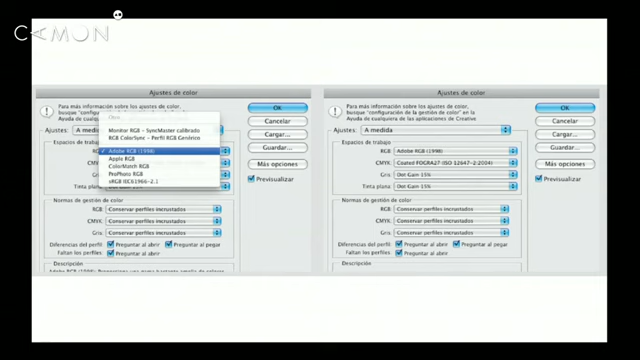 CAMON
Ajustes de color
Para más información sobre los ajustes de color,
busque "configuración de la gestión de color" en la
Ayuda de cualquiera
Ajustes: A medida
Monitor RGB - SyncMaster calibrado
RGB ColorSync - Perfil RGB Genérico
Espacios de trabajo
Adobe RGB (1998)
Apple RGB
ColorMatch RGB
ProPhoto RGB
sRGB IEC61966-2.1
Tinta plana: Dot Gain 15%
Normas de gestión de color
RGB: Conservar perfiles incrustados
CMYK: Conservar perfiles incrustados
Gris: Conservar perfiles incrustados
Diferencias del perfil: Preguntar al abrir Preguntar al pegar
Faltan los perfiles: Preguntar al abrir
Descripción
OK
Cancelar
Cargar...
Guardar...
Más opciones
Previsualizar
Ajustes de color
Para más información sobre los ajustes de color,
busque "configuración de la gestión de color" en la
Ayuda de cualquiera de las aplicaciones de Creative
Ajustes: A medida
Espacios de trabajo
RGB: Adobe RGB (1998)
CMYK: Coated FOGRA27 (ISO 12647-2:2004)
Gris: Dot Gain 15%
Tinta plana: Dot Gain 15%
Normas de gestión de color
RGB: Conservar perfiles incrustados
CMYK: Conservar perfiles incrustados
Gris: Conservar perfiles incrustados
Diferencias del perfil: Preguntar al abrir Preguntar al pegar
Faltan los perfiles: Preguntar al abrir
Descripción
OK
Cancelar
Cargar...
Guardar...
Más opciones
Previsualizar